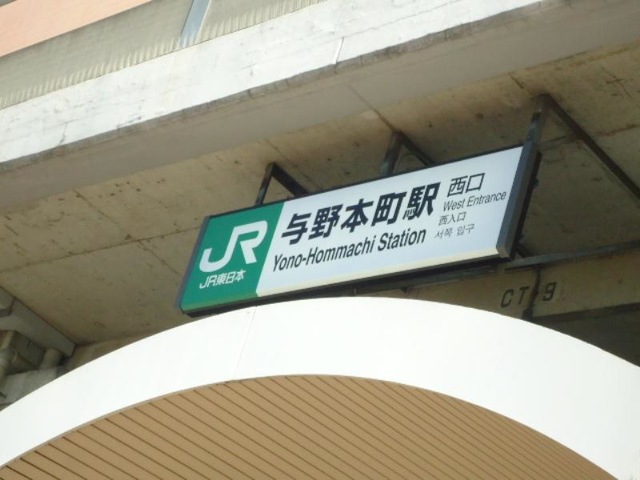 JR
JR東日本
与野本町駅
Yono-Hommachi Station
西口
West Entrance
西入口
서쪽 입구
CT-9